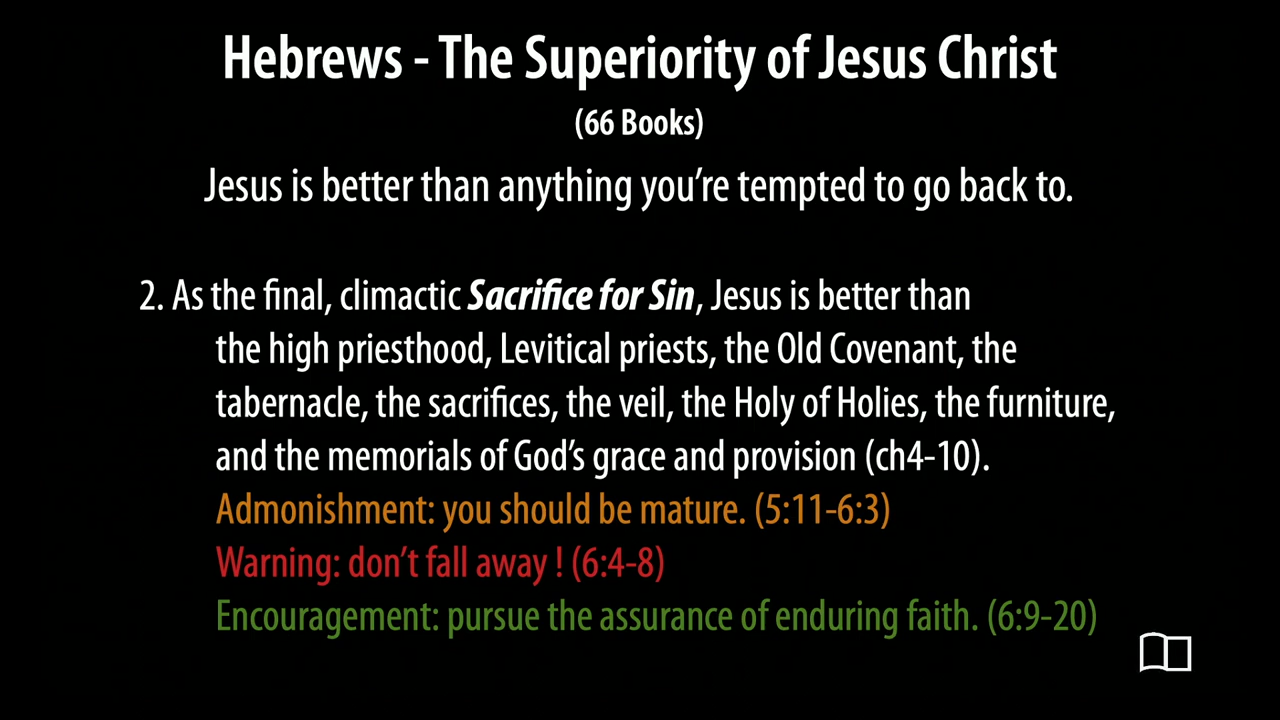 Hebrews - The Superiority of Jesus Christ
(66 Books)
Jesus is better than anything you’re tempted to go back to.
2. As the final, climactic Sacrifice for Sin, Jesus is better than
the high priesthood, Levitical priests, the Old Covenant, the
tabernacle, the sacrifices, the veil, the Holy of Holies, the furniture,
and the memorials of God’s grace and provision (ch4-10).
Admonishment: you should be mature. (5:11-6:3)
Warning: don’t fall away ! (6:4-8)
Encouragement: pursue the assurance of enduring faith. (6:9-20)